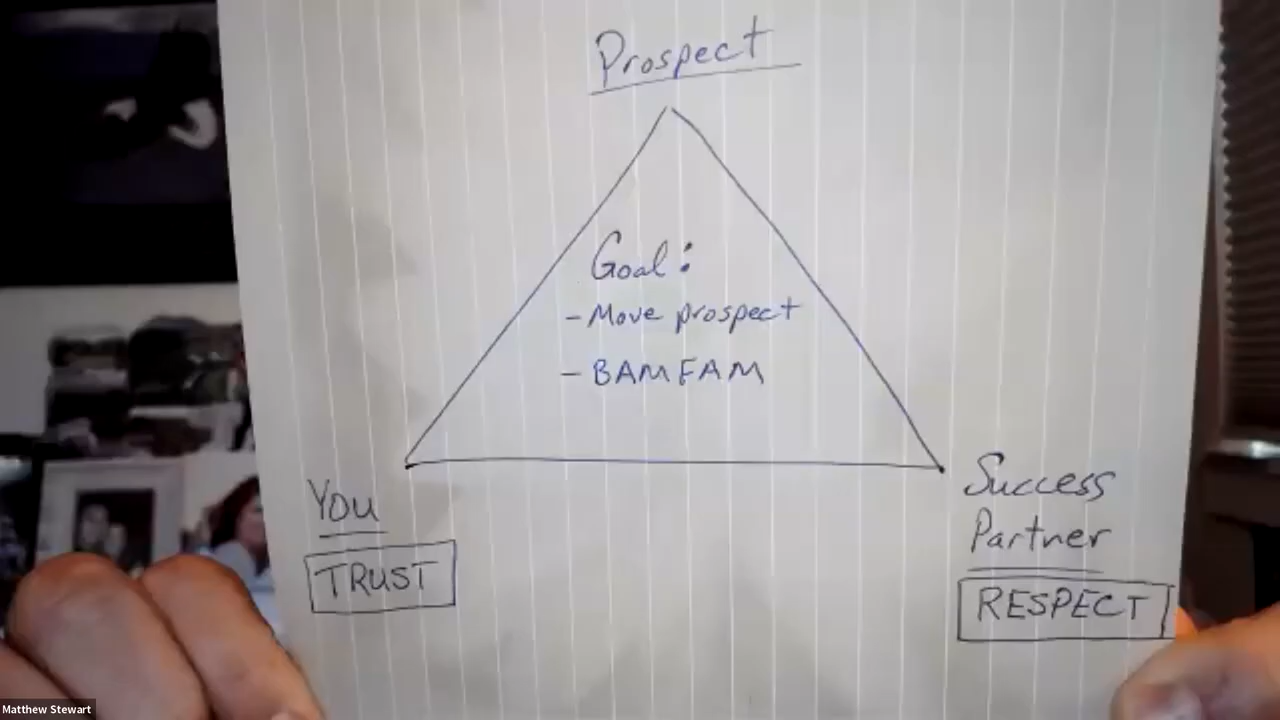 Prospect
Goal:
- Move prospect
- BAMFAM
You
TRUST
Success
Partner
RESPECT
Matthew Stewart